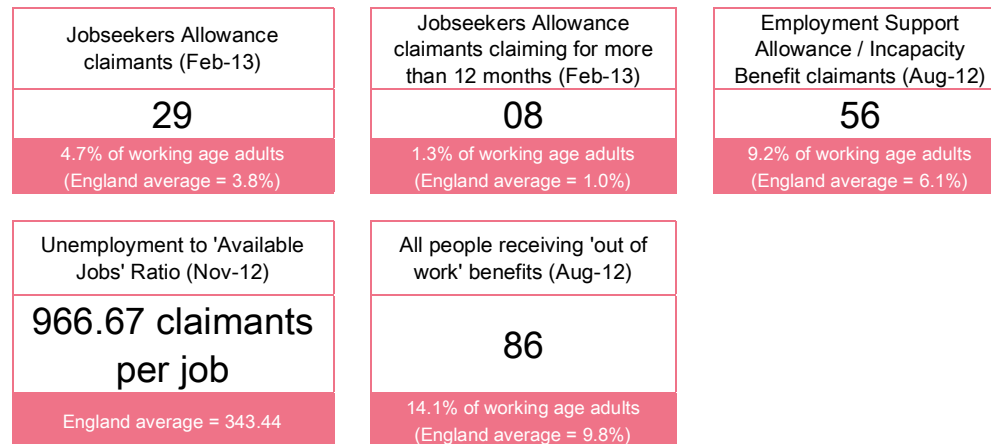 Jobseekers Allowance
claimants (Feb-13)
29
4.7% of working age adults
(England average = 3.8%)
Jobseekers Allowance
claimants claiming for more
than 12 months (Feb-13)
08
1.3% of working age adults
(England average = 1.0%)
Employment Support
Allowance / Incapacity
Benefit claimants (Aug-12)
56
9.2% of working age adults
(England average = 6.1%)
Unemployment to 'Available
Jobs' Ratio (Nov-12)
966.67 claimants
per job
England average = 343.44
All people receiving 'out of
work' benefits (Aug-12)
86
14.1% of working age adults
(England average = 9.8%)